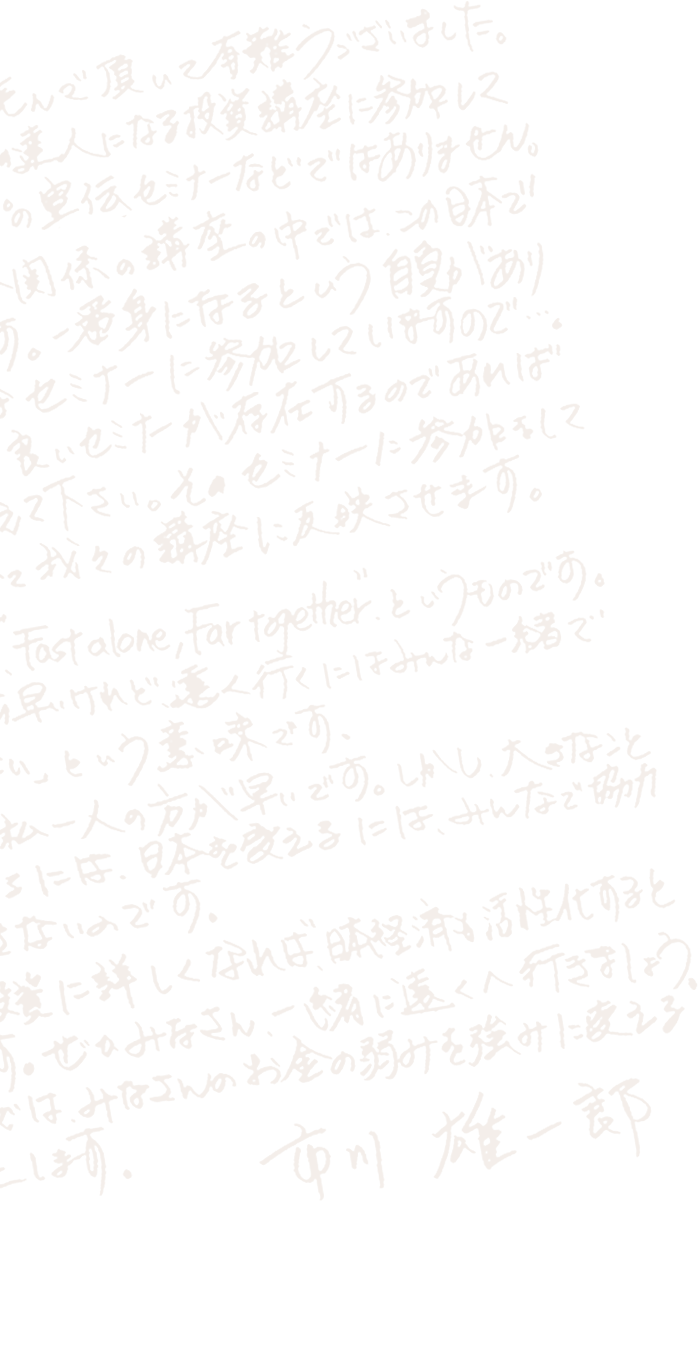 んで頂いて有難うございました。
達人になる投資講座に参加して
の宣伝セミナーなどではありません。
関係の講座の中では、この日本で
す。一番身になるという自負があり
なセミナーに参加していますので…。
良いセミナーが存在するのであれば
えて下さい。そのセミナーに参加をして
て我々の講座に反映させます。
"Fast alone, Far together"というものです。
早いけれど、遠く行くにはみんな一緒で
い」という意味です、
私一人の方が早いです。しかし、大きなこと
には、日本を変えるには、みんなで協力
きないのです。
投資に詳しくなれば、日本経済も活性化すると
す。ぜひみなさん、一緒に遠くへ行きましょう。
では、みなさんのお金の弱みを強みに変える
します。 市川 雄一郎